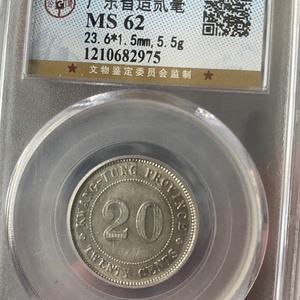 广东省造贰毫
MS 62
23.6*1.5mm,5.5g
1210682975
文物鉴定委员会监制
KWANG-TUNG PROVINCE
20
TWENTY CENTS